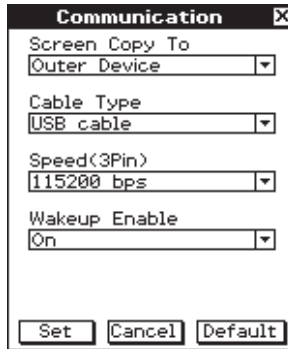 Communication X
Screen Copy To
Outer Device
Cable Type
USB cable
Speed(3Pin)
115200 bps
Wakeup Enable
On
Set Cancel Default